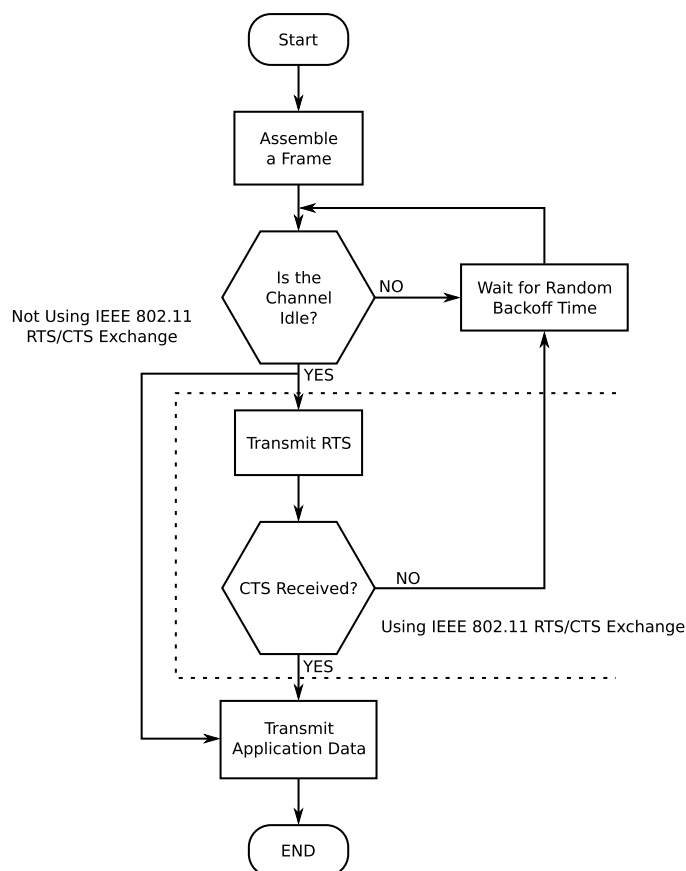 Start
Assemble
a Frame
Is the
Channel
Idle?
NO
Wait for Random
Backoff Time
Not Using IEEE 802.11
RTS/CTS Exchange
YES
Transmit RTS
CTS Received?
NO
Using IEEE 802.11 RTS/CTS Exchange
YES
Transmit
Application Data
END